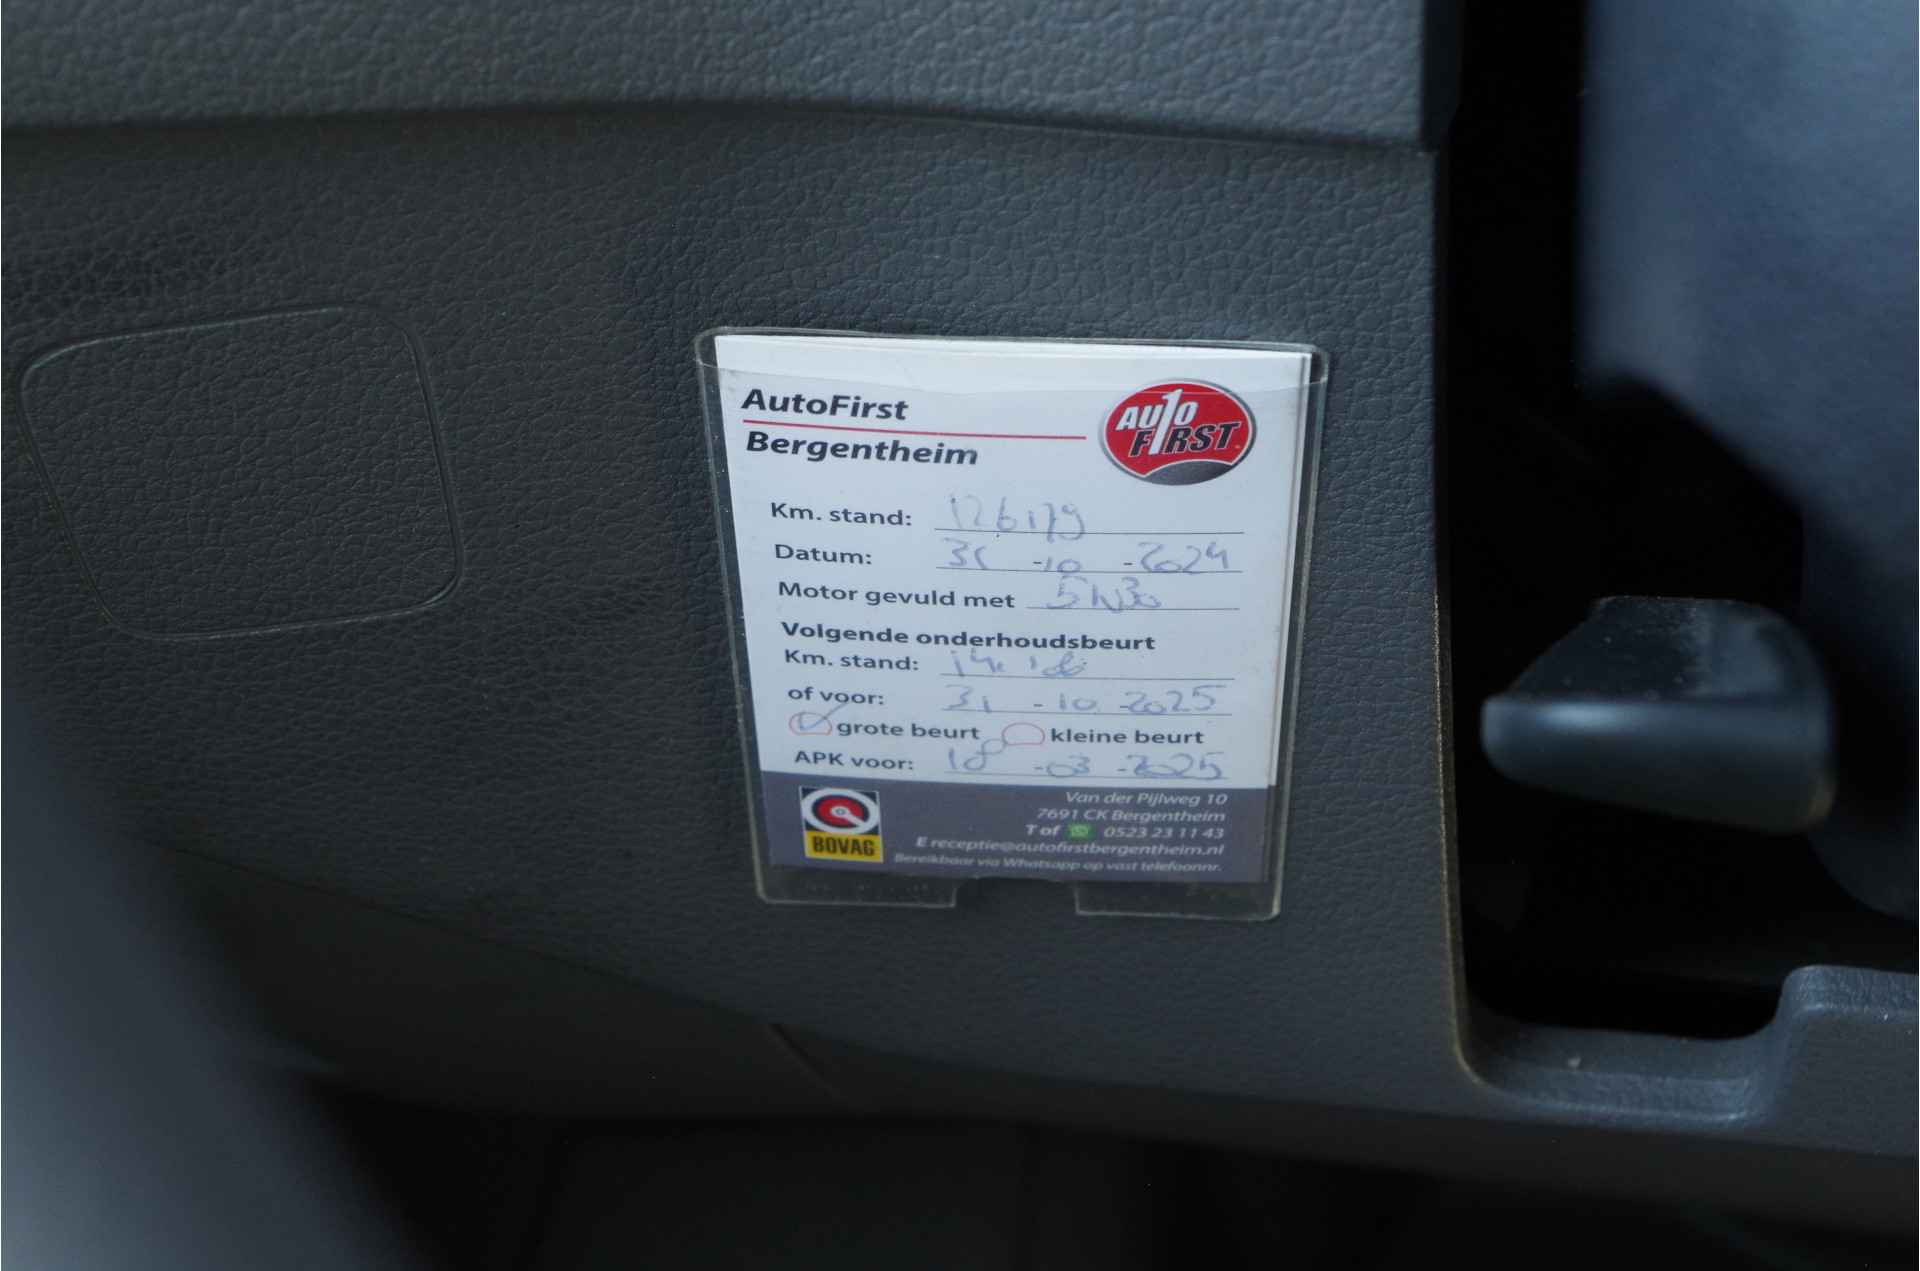 AutoFirst
Bergentheim
AUTO
F1RST
Km. stand: 126179
Datum: 31 -10 -2024
Motor gevuld met 5W30
Volgende onderhoudsbeurt
Km. stand:
of voor: 31 -10 -2025
grote beurt kleine beurt
APK voor: 18 -03 -2025
BOVAG
Van der Pijlweg 10
7691 CK Bergentheim
T of 0523 23 11 43
E receptie@autofirstbergentheim.nl
Bereikbaar via Whatsapp op vast telefoonnr.